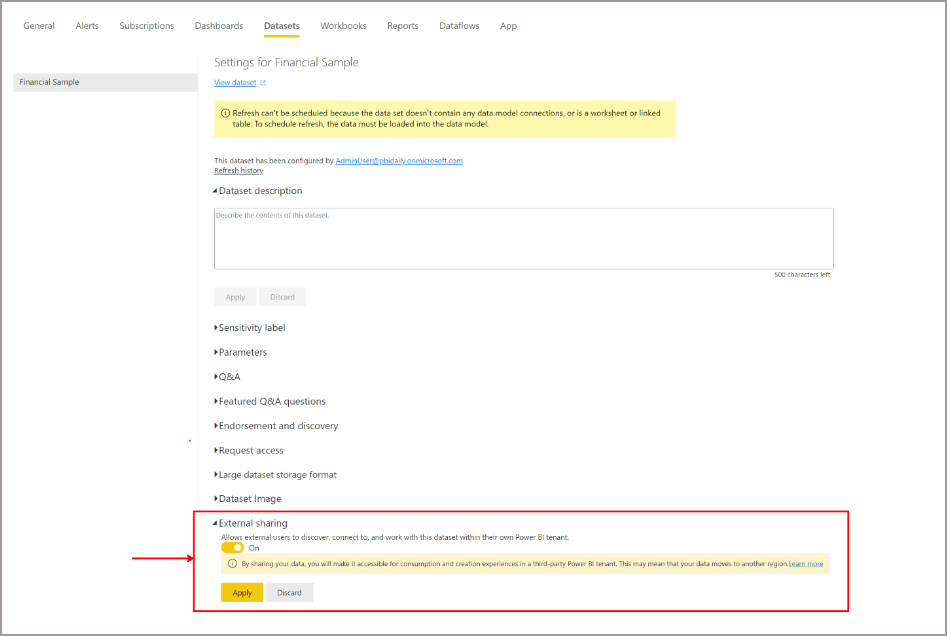 General Alerts Subscriptions Dashboards Datasets Workbooks Reports Dataflows App
Financial Sample
Settings for Financial Sample
View dataset
Refresh can't be scheduled because the data set doesn't contain any data model connections, or is a worksheet or linked
table. To schedule refresh, the data must be loaded into the data model.
This dataset has been configured by AdminUser@pbidaily.onmicrosoft.com.
Refresh history
Dataset description
Describe the contents of this dataset.
500 characters left
Apply Discard
Sensitivity label
Parameters
Q&A
Featured Q&A questions
Endorsement and discovery
Request access
Large dataset storage format
Dataset Image
External sharing
Allows external users to discover, connect to, and work with this dataset within their own Power BI tenant.
On
By sharing your data, you will make it accessible for consumption and creation experiences in a third-party Power BI tenant. This may mean that your data moves to another region.Learn more
Apply Discard